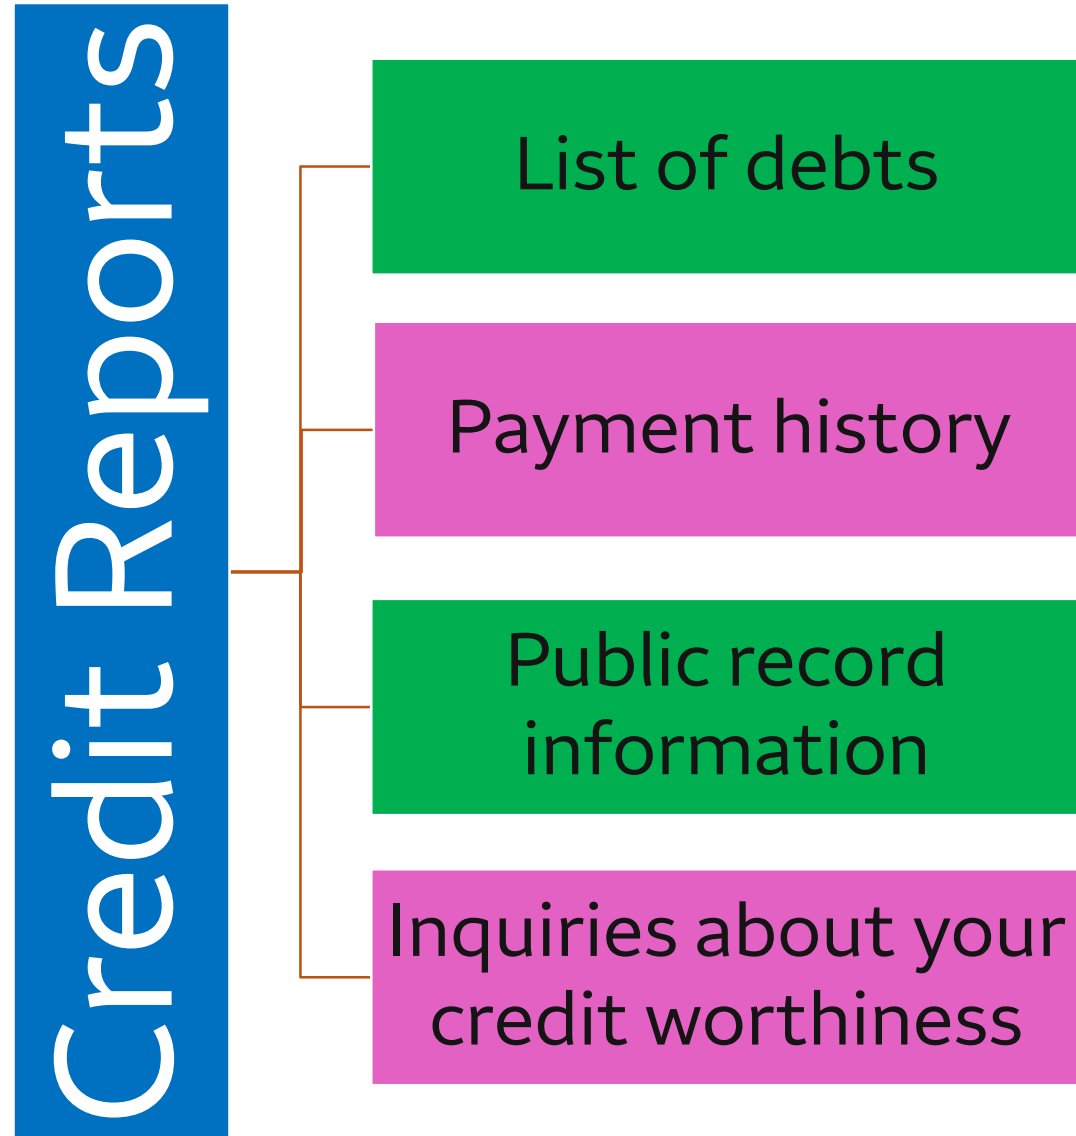 Credit Reports
List of debts
Payment history
Public record
information
Inquiries about your
credit worthiness